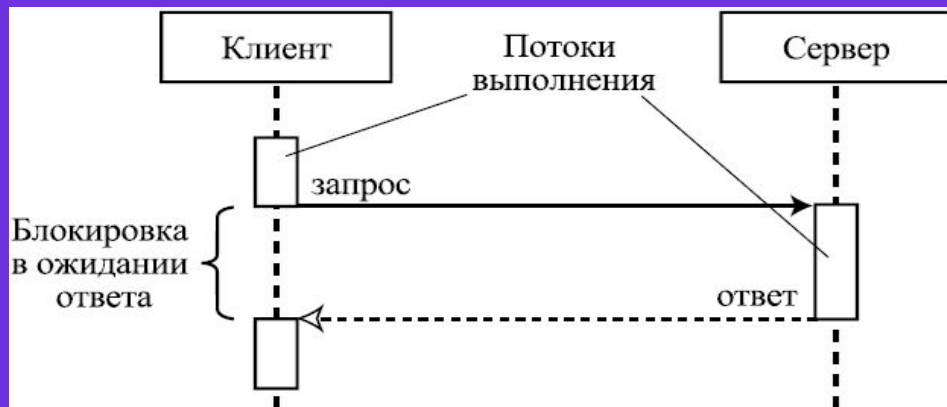 Клиент
Потоки
выполнения
Сервер
запрос
Блокировка
в ожидании
ответа
ответ